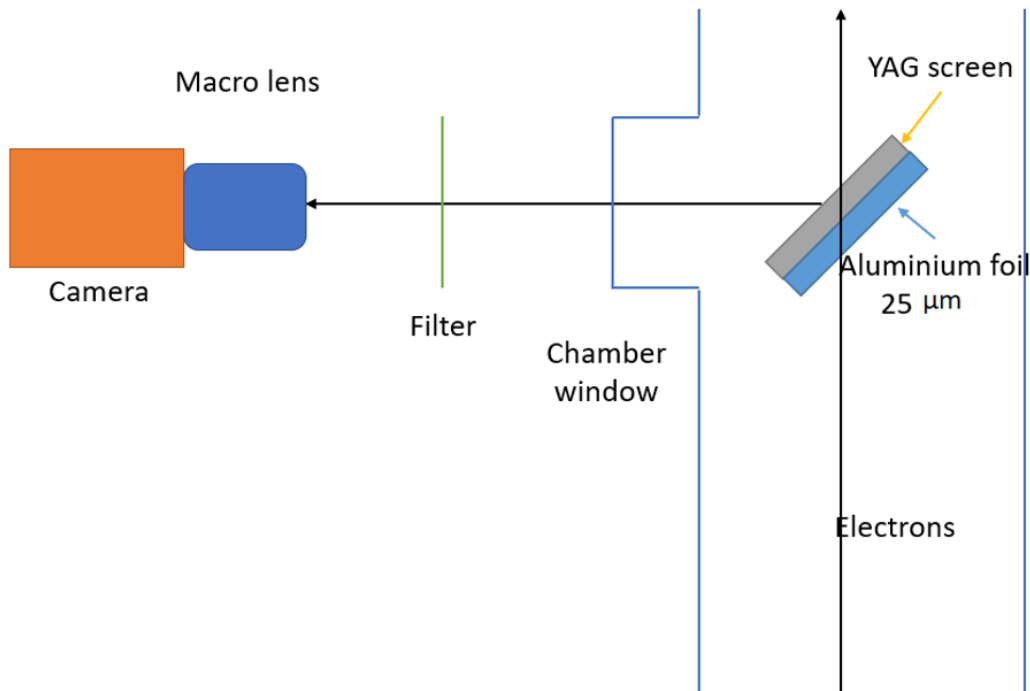 YAG screen
Macro lens
Aluminium foil
25 μm
Camera
Filter
Chamber
window
Electrons